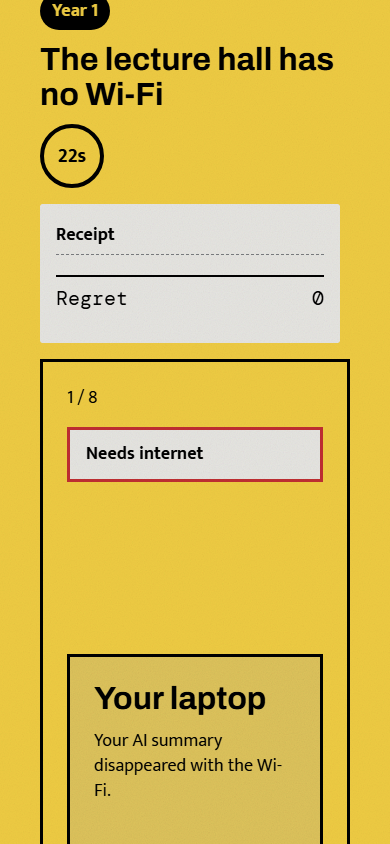 Year 1
The lecture hall has
no Wi-Fi
22s
Receipt
Regret 0
1 / 8
Needs internet
Your laptop
Your AI summary
disappeared with the Wi-
Fi.